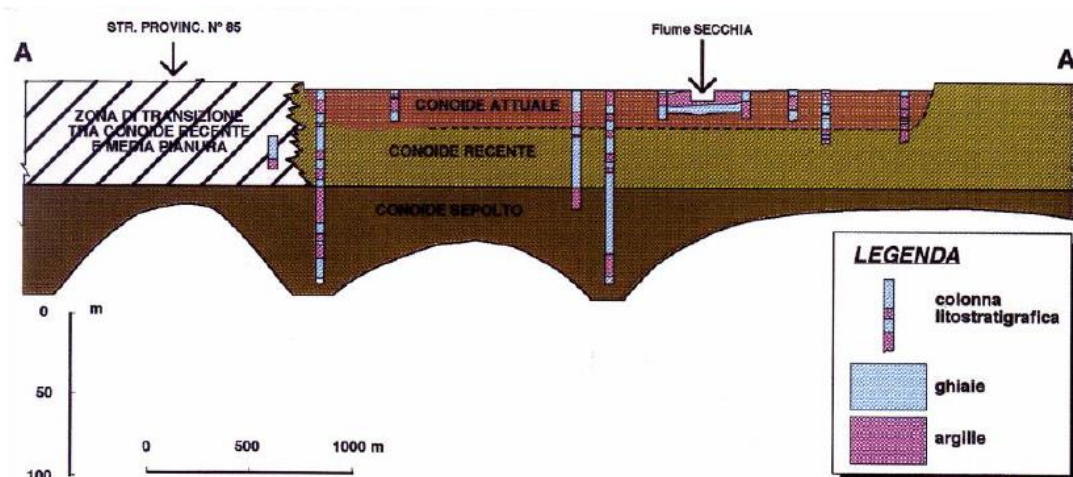 STR. PROVINC. N° 85
Fiume SECCHIA
A
A
ZONA DI TRANSIZIONE
TRA CONOIDE RECENTE
E MEDIA PIANURA
CONOIDE ATTUALE
CONOIDE RECENTE
CONOIDE SEPOLTO
0 m
50
100
0 500 1000 m
LEGENDA
colonna
litostratigrafica
ghiaie
argille